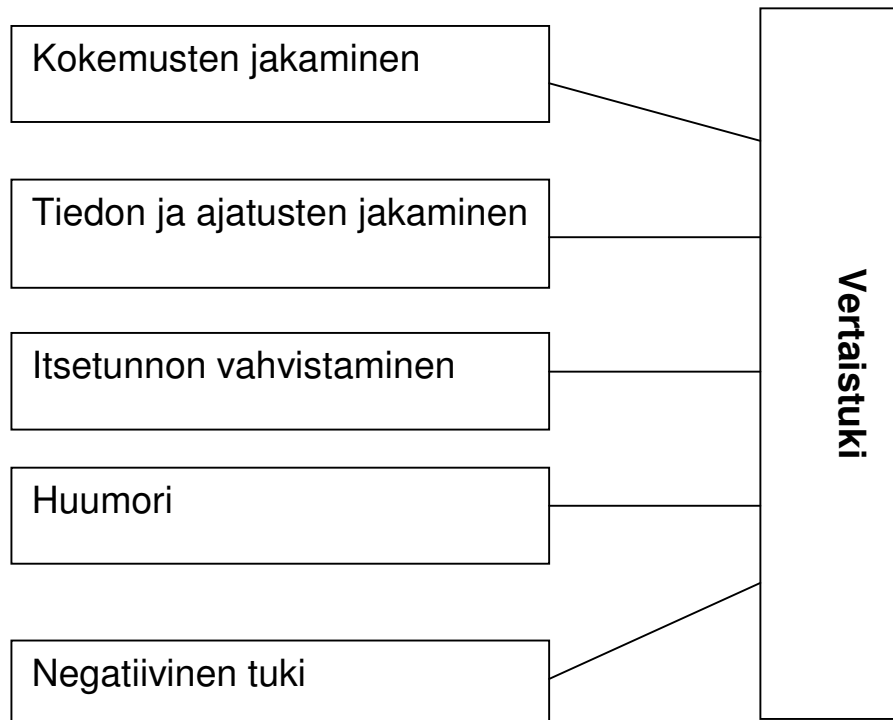 Kokemusten jakaminen
Tiedon ja ajatusten jakaminen
Itsetunnon vahvistaminen
Huumori
Negatiivinen tuki
Vertaistuki